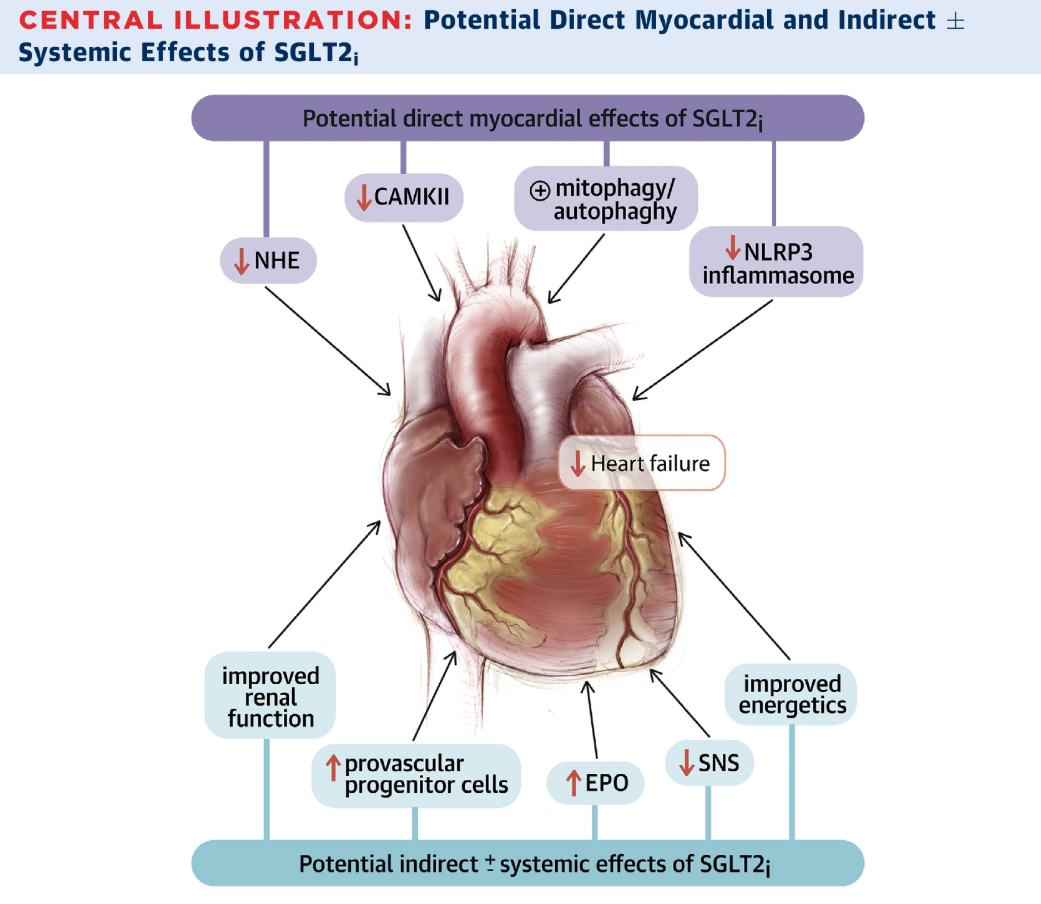 CENTRAL ILLUSTRATION: Potential Direct Myocardial and Indirect ±
Systemic Effects of SGLT2i
Potential direct myocardial effects of SGLT2i
↓CAMKII
⊕ mitophagy/
autophaghy
↓NHE
↓NLRP3
inflammasome
↓ Heart failure
improved
renal
function
improved
energetics
↑provascular
progenitor cells
↑EPO
↓SNS
Potential indirect ± systemic effects of SGLT2i